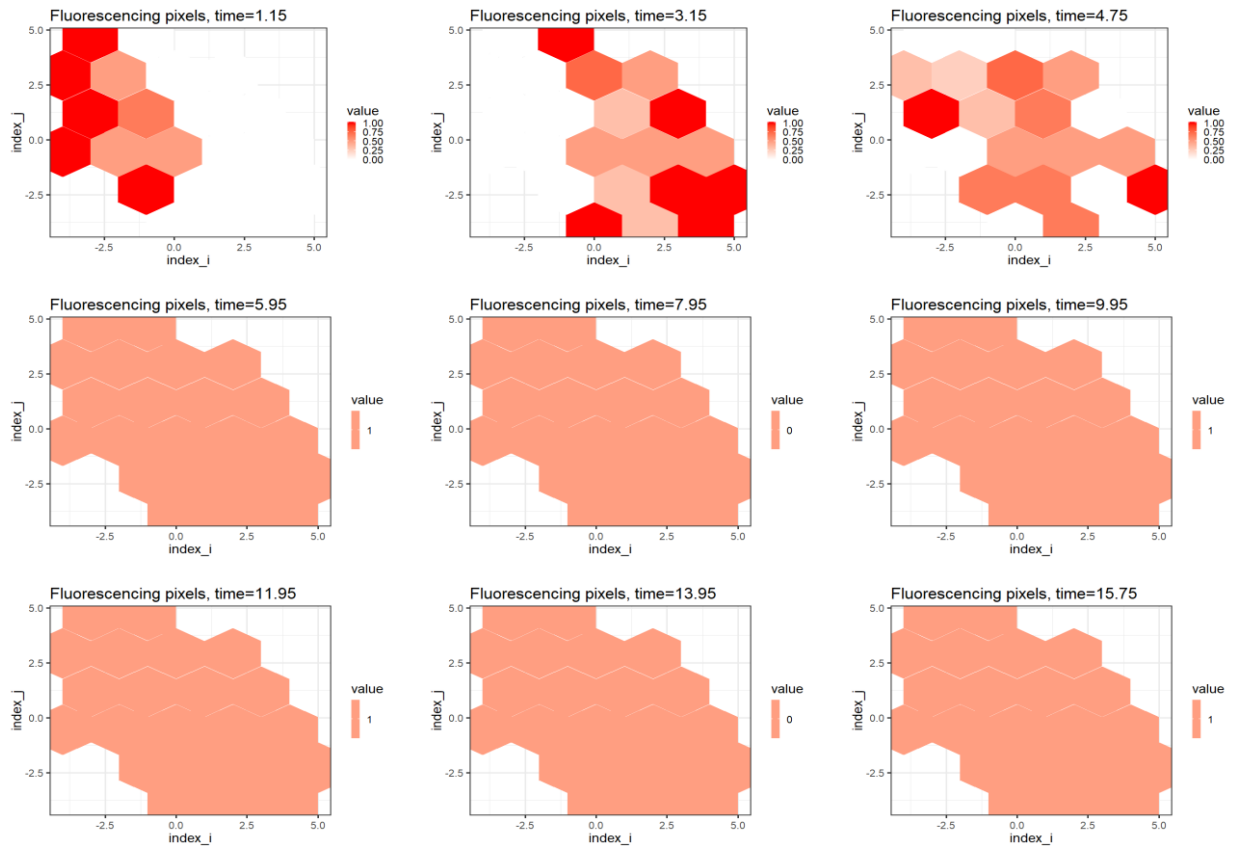 Fluorescencing pixels, time=1.15
5.0
2.5
0.0
-2.5
index_j
-2.5 0.0 2.5 5.0
index_i
value
1.00
0.75
0.50
0.25
0.00
Fluorescencing pixels, time=3.15
5.0
2.5
0.0
-2.5
index_j
-2.5 0.0 2.5 5.0
index_i
value
1.00
0.75
0.50
0.25
0.00
Fluorescencing pixels, time=4.75
5.0
2.5
0.0
-2.5
index_j
-2.5 0.0 2.5 5.0
index_i
value
1.00
0.75
0.50
0.25
0.00
Fluorescencing pixels, time=5.95
5.0
2.5
0.0
-2.5
index_j
-2.5 0.0 2.5 5.0
index_i
value
1
Fluorescencing pixels, time=7.95
5.0
2.5
0.0
-2.5
index_j
-2.5 0.0 2.5 5.0
index_i
value
0
Fluorescencing pixels, time=9.95
5.0
2.5
0.0
-2.5
index_j
-2.5 0.0 2.5 5.0
index_i
value
1
Fluorescencing pixels, time=11.95
5.0
2.5
0.0
-2.5
index_j
-2.5 0.0 2.5 5.0
index_i
value
1
Fluorescencing pixels, time=13.95
5.0
2.5
0.0
-2.5
index_j
-2.5 0.0 2.5 5.0
index_i
value
0
Fluorescencing pixels, time=15.75
5.0
2.5
0.0
-2.5
index_j
-2.5 0.0 2.5 5.0
index_i
value
1